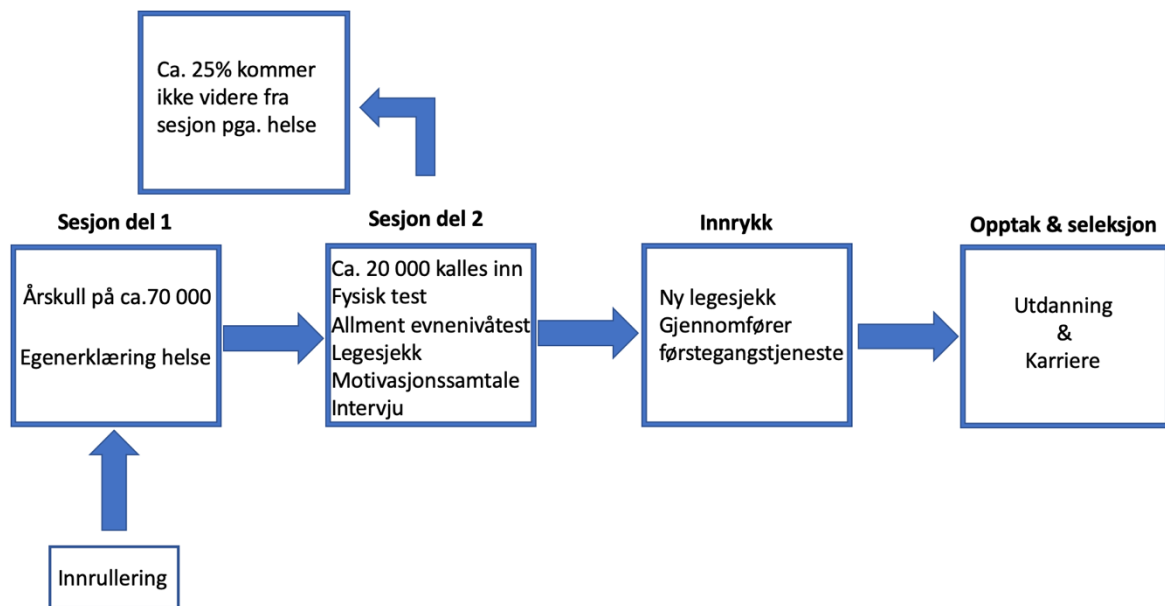 Ca. 25% kommer
ikke videre fra
sesjon pga. helse
Sesjon del 1
Årskull på ca.70 000
Egenerklæring helse
Innrullering
Sesjon del 2
Ca. 20 000 kalles inn
Fysisk test
Allment evnenivåtest
Legesjekk
Motivasjonssamtale
Intervju
Innrykk
Ny legesjekk
Gjennomfører
førstegangstjeneste
Opptak & seleksjon
Utdanning
&
Karriere